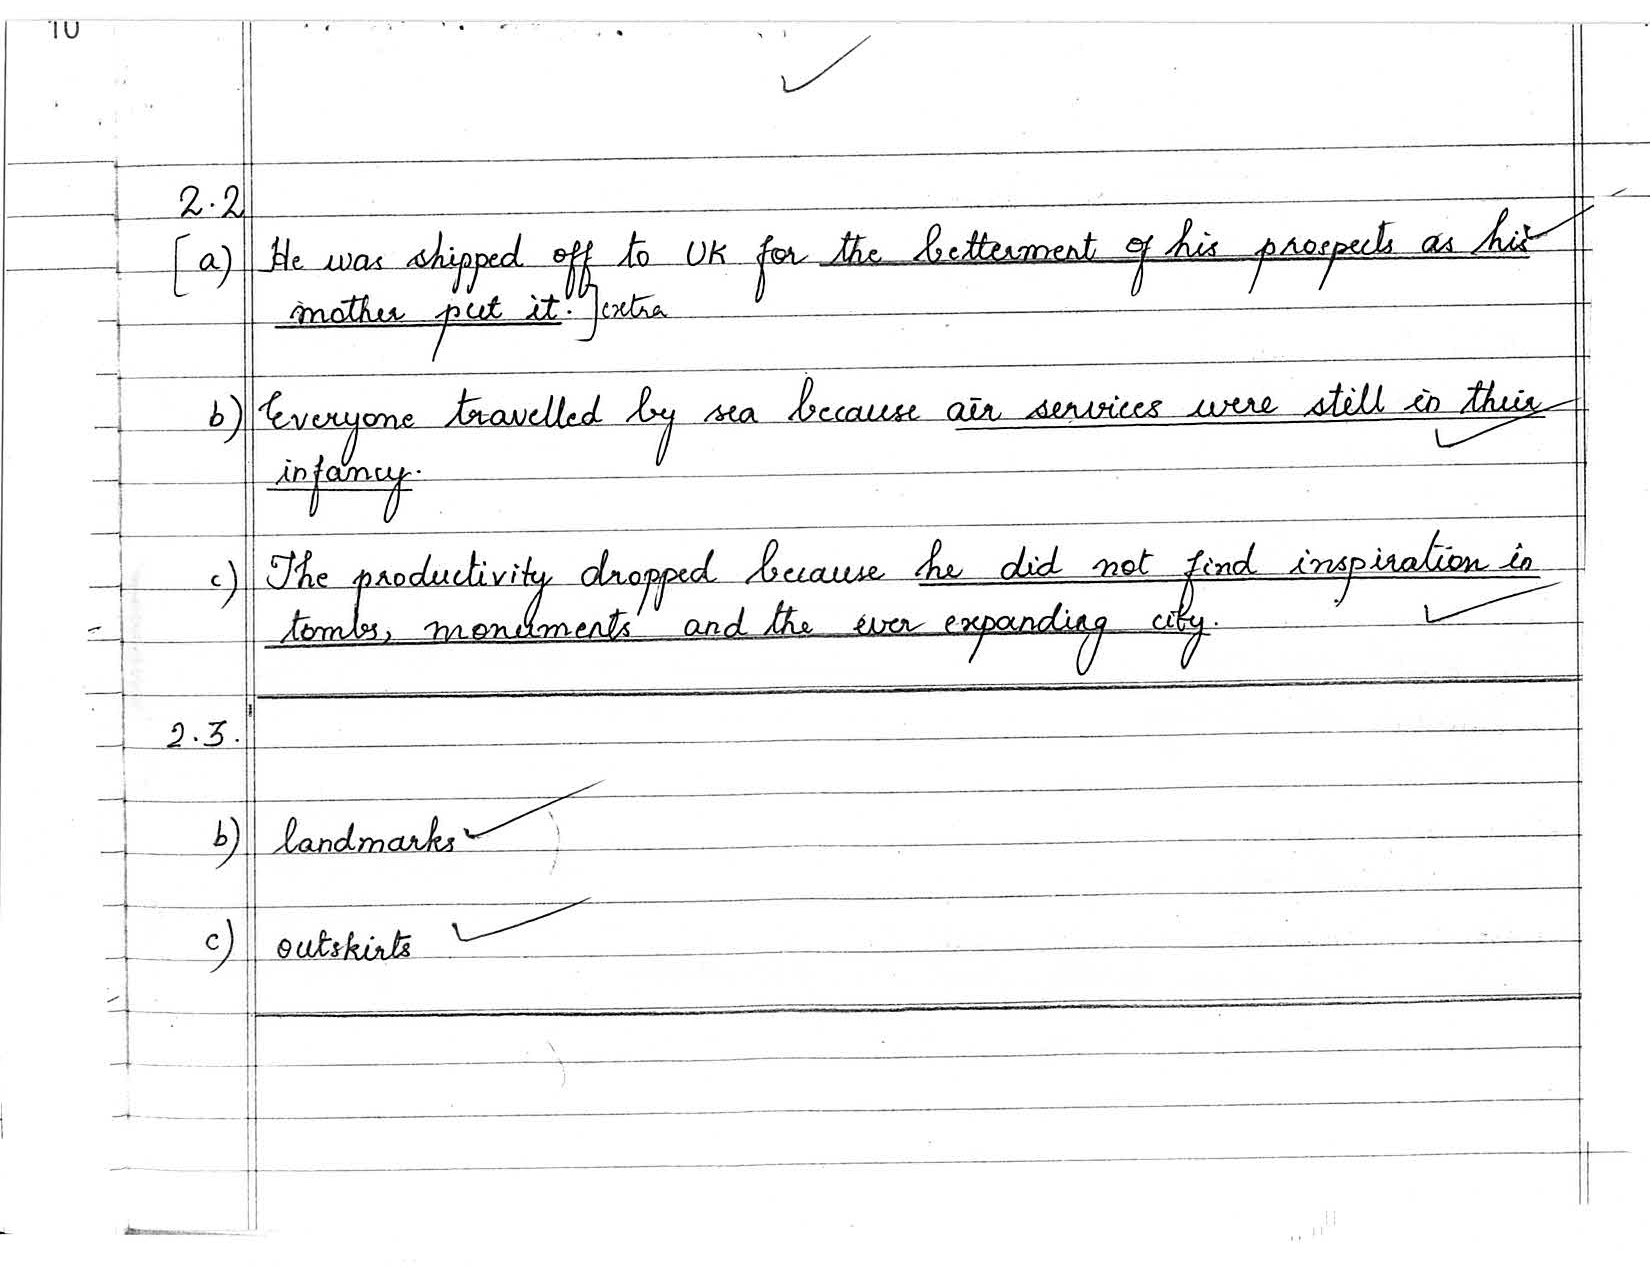 10
2.2
[a) He was shipped off to UK for the betterment of his prospects as his
mother put it.] extra
b) Everyone travelled by sea because air services were still in their
infancy.
c) The productivity dropped because he did not find inspiration in
tombs, monuments and the ever expanding city.
2.3.
b) landmarks
c) outskirts